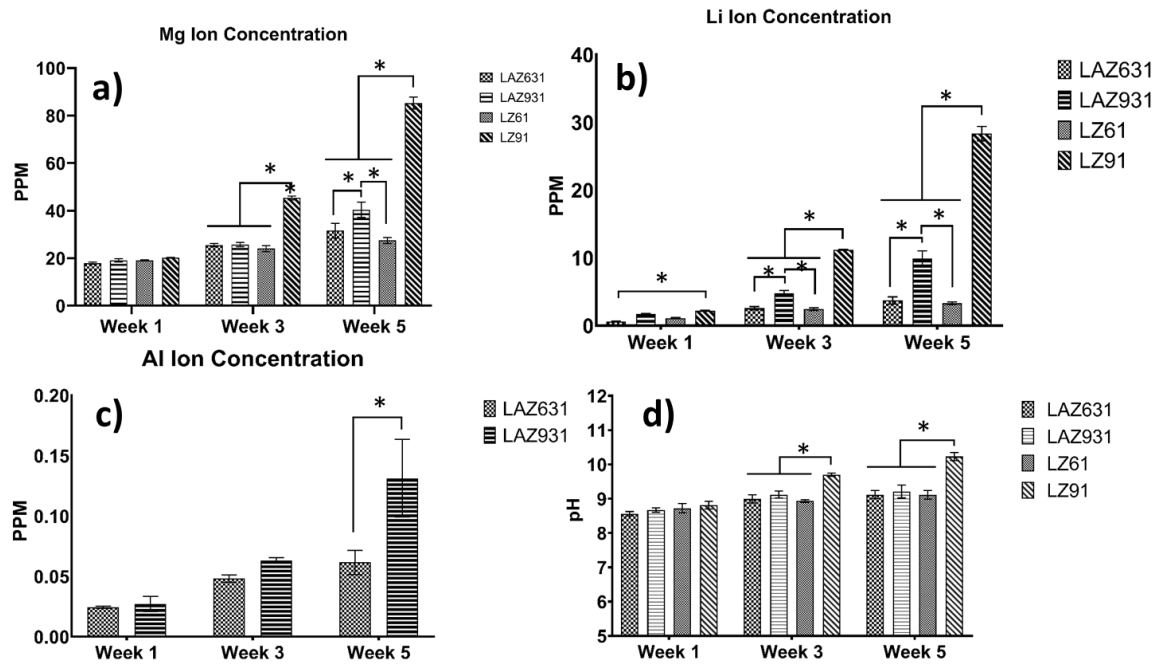 Mg Ion Concentration
a)
PPM
100
80
60
40
20
0
* * * * *
Week 1 Week 3 Week 5
LAZ631
LAZ931
LZ61
LZ91
Li Ion Concentration
b)
PPM
40
30
20
10
0
* * * * * * *
Week 1 Week 3 Week 5
LAZ631
LAZ931
LZ61
LZ91
Al Ion Concentration
c)
PPM
0.20
0.15
0.10
0.05
0.00
*
Week 1 Week 3 Week 5
LAZ631
LAZ931
d)
pH
12
11
10
9
8
7
6
5
* *
Week 1 Week 3 Week 5
LAZ631
LAZ931
LZ61
LZ91